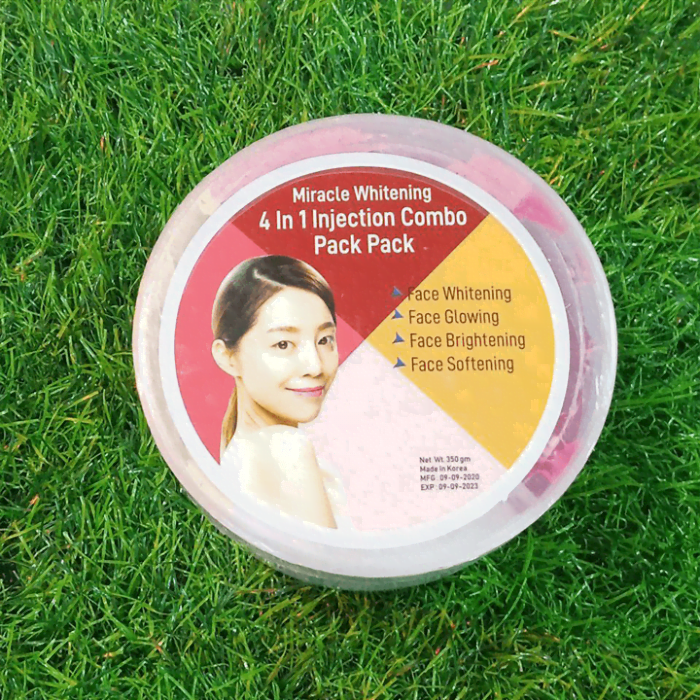 Miracle Whitening
4 In 1 Injection Combo
Pack Pack
Face Whitening
Face Glowing
Face Brightening
Face Softening
Net Wt. 350 gm
Made in Korea
MFG 09-09-2020
EXP 09-09-2023